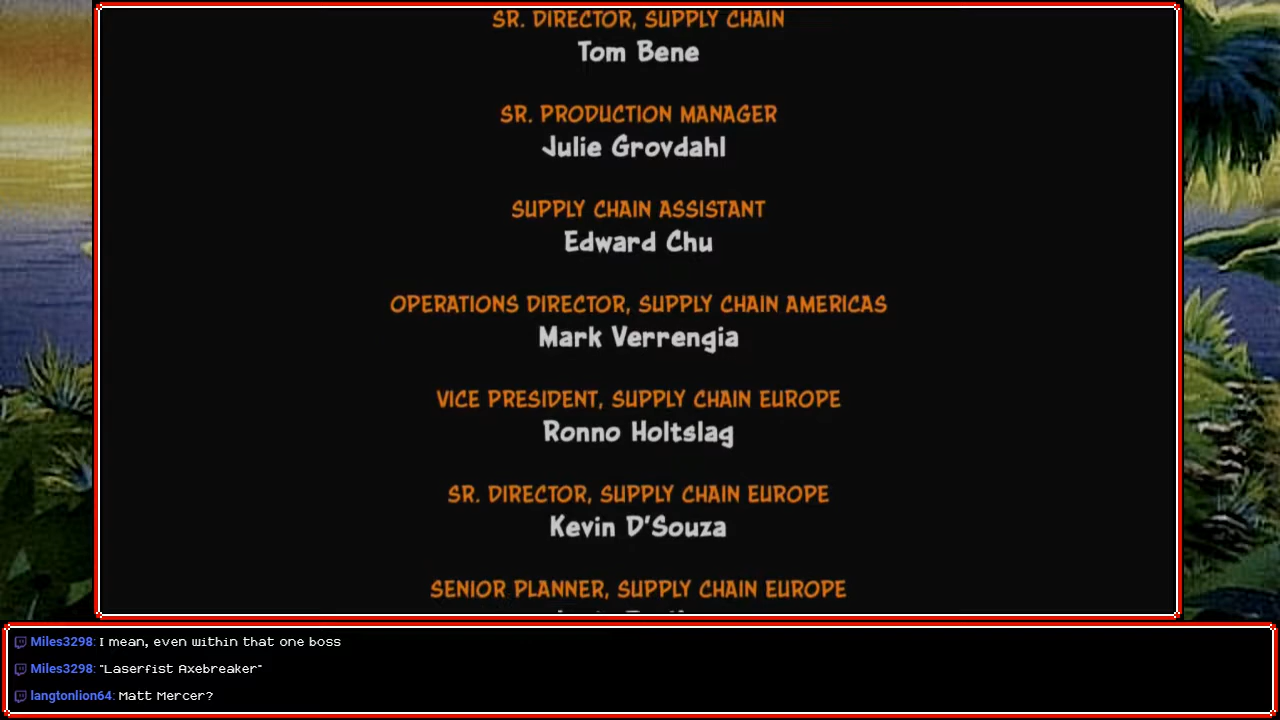 SR. DIRECTOR, SUPPLY CHAIN
Tom Bene
SR. PRODUCTION MANAGER
Julie Grovdahl
SUPPLY CHAIN ASSISTANT
Edward Chu
OPERATIONS DIRECTOR, SUPPLY CHAIN AMERICAS
Mark Verrengia
VICE PRESIDENT, SUPPLY CHAIN EUROPE
Ronno Holtslag
SR. DIRECTOR, SUPPLY CHAIN EUROPE
Kevin D'Souza
SENIOR PLANNER, SUPPLY CHAIN EUROPE
Miles3298: I mean, even within that one boss
Miles3298: "Laserfist Axebreaker"
langtonlion64: Matt Mercer?